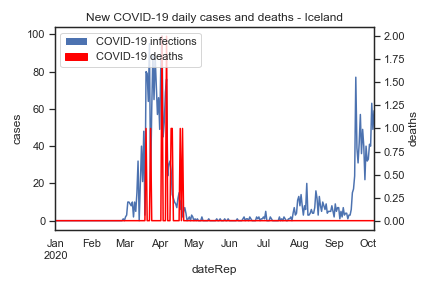 New COVID-19 daily cases and deaths - Iceland
COVID-19 infections
COVID-19 deaths
100
80
60
40
20
0
cases
2.00
1.75
1.50
1.25
1.00
0.75
0.50
0.25
0.00
deaths
Jan Feb Mar Apr May Jun Jul Aug Sep Oct
2020
dateRep